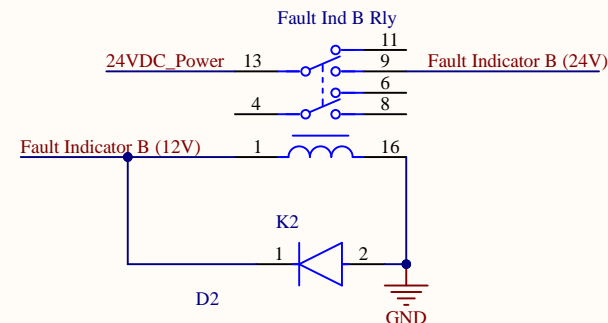 Fault Ind B Rly
11
24VDC_Power 13 9 Fault Indicator B (24V)
6
4 8
Fault Indicator B (12V) 1 16
K2
1 2
D2
GND